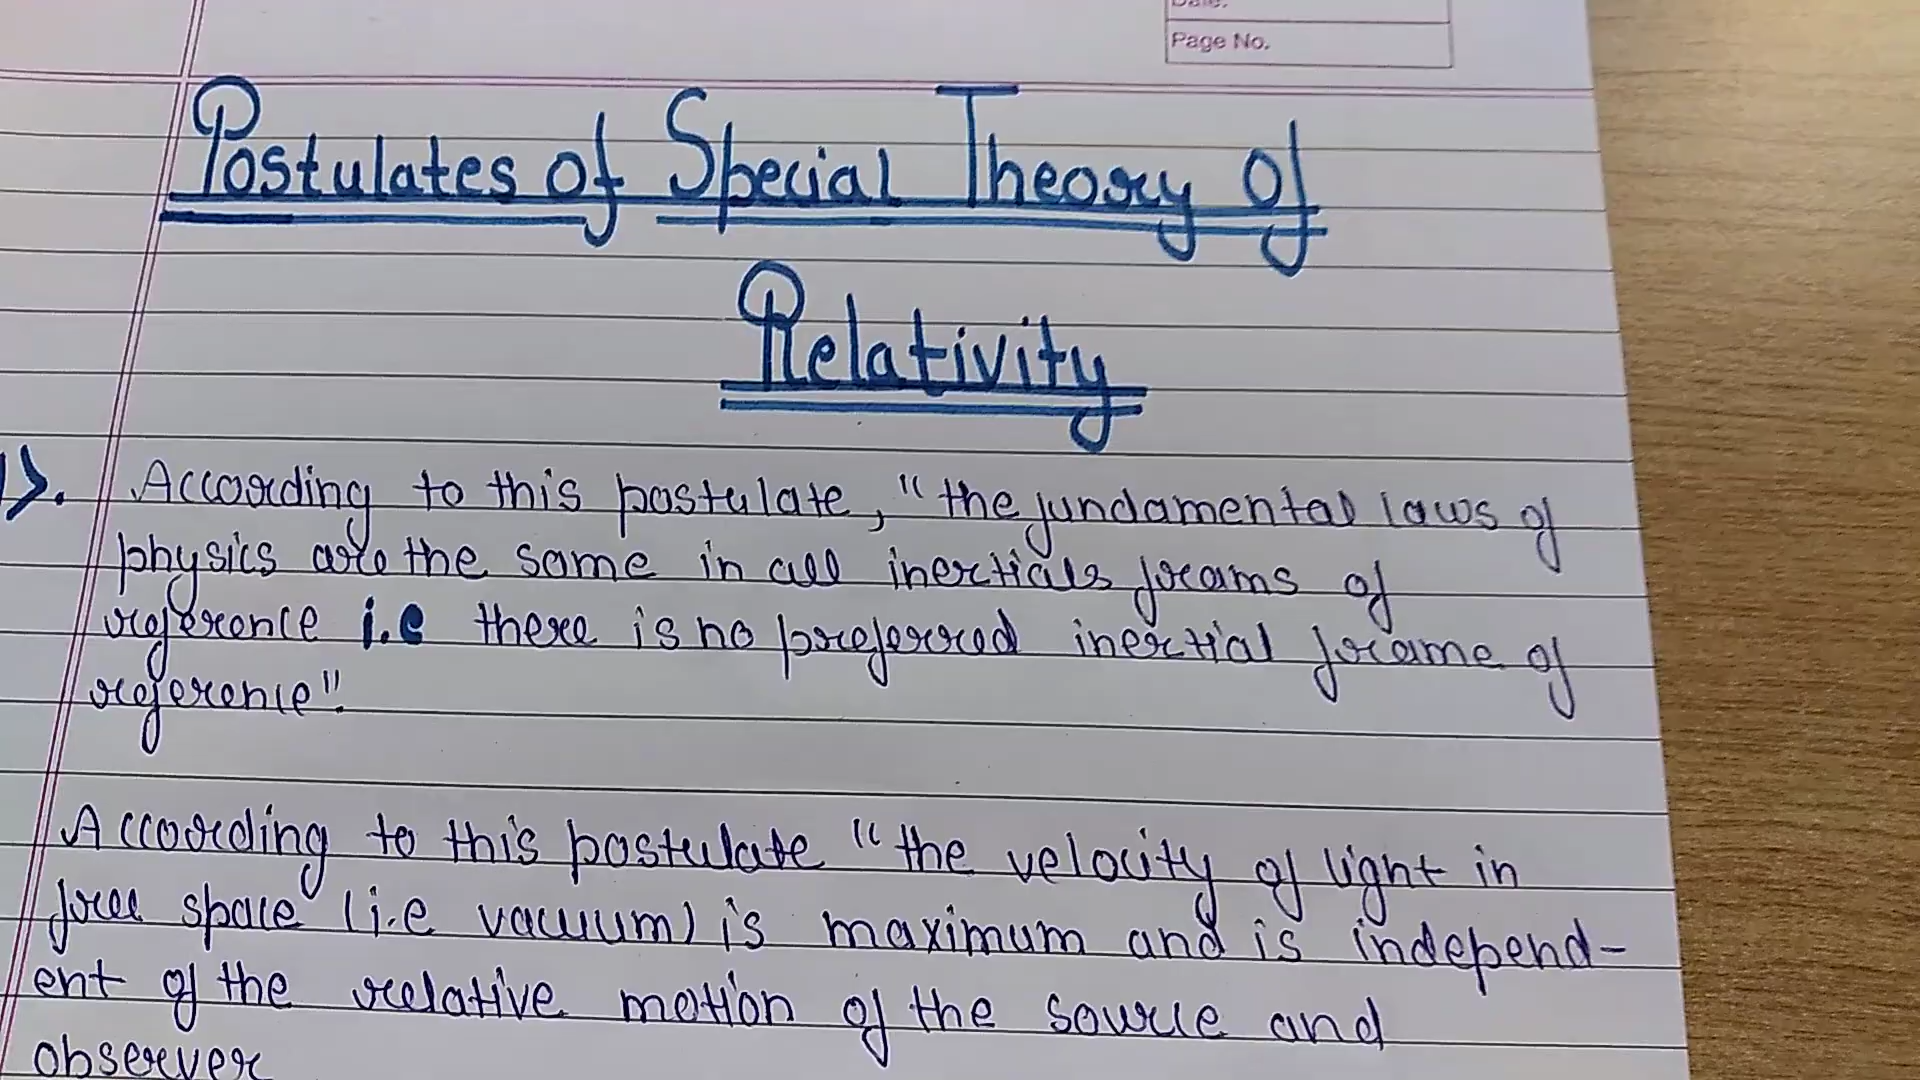 Date.
Page No.
Postulates of Special Theory of
Relativity
1>. According to this postulate, "the fundamental laws of
physics are the same in all inertials frams of
reference i.e there is no preferred inertial frame of
reference".
According to this postulate "the velocity of light in
free space (i.e vacuum) is maximum and is independ-
ent of the relative motion of the source and
observer